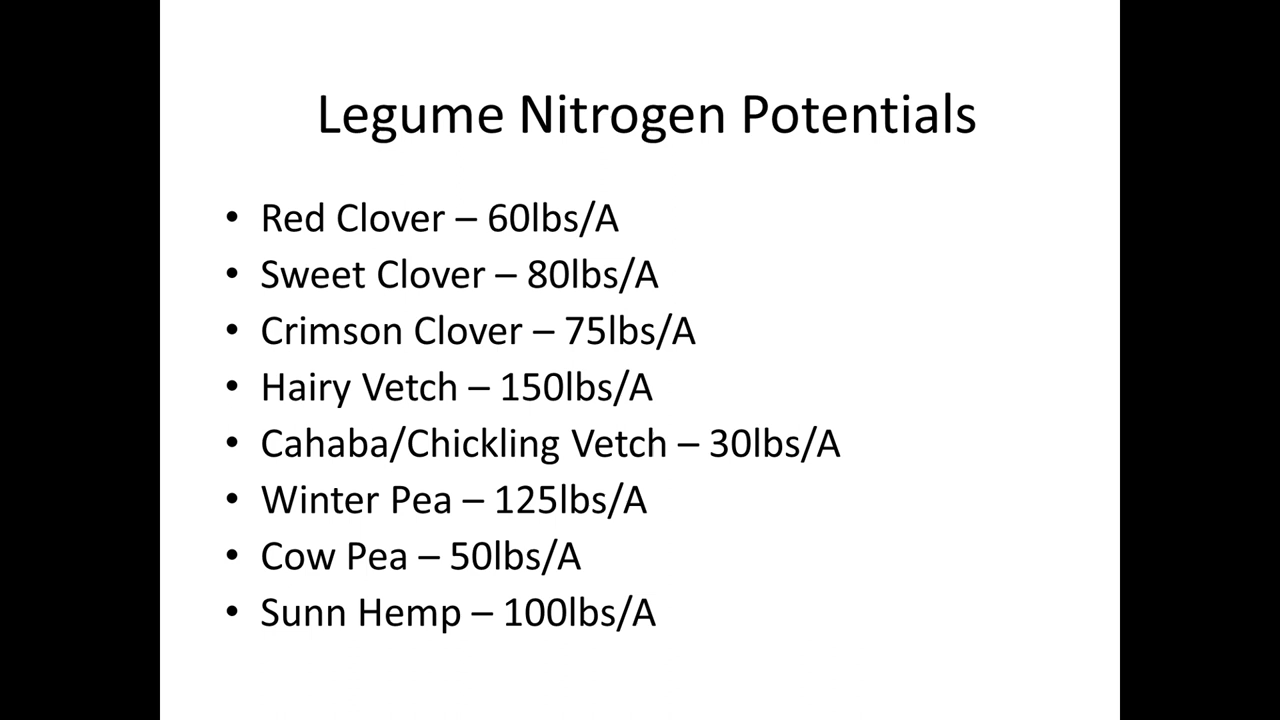 Legume Nitrogen Potentials
• Red Clover – 60lbs/A
• Sweet Clover – 80lbs/A
• Crimson Clover – 75lbs/A
• Hairy Vetch – 150lbs/A
• Cahaba/Chickling Vetch – 30lbs/A
• Winter Pea – 125lbs/A
• Cow Pea – 50lbs/A
• Sunn Hemp – 100lbs/A